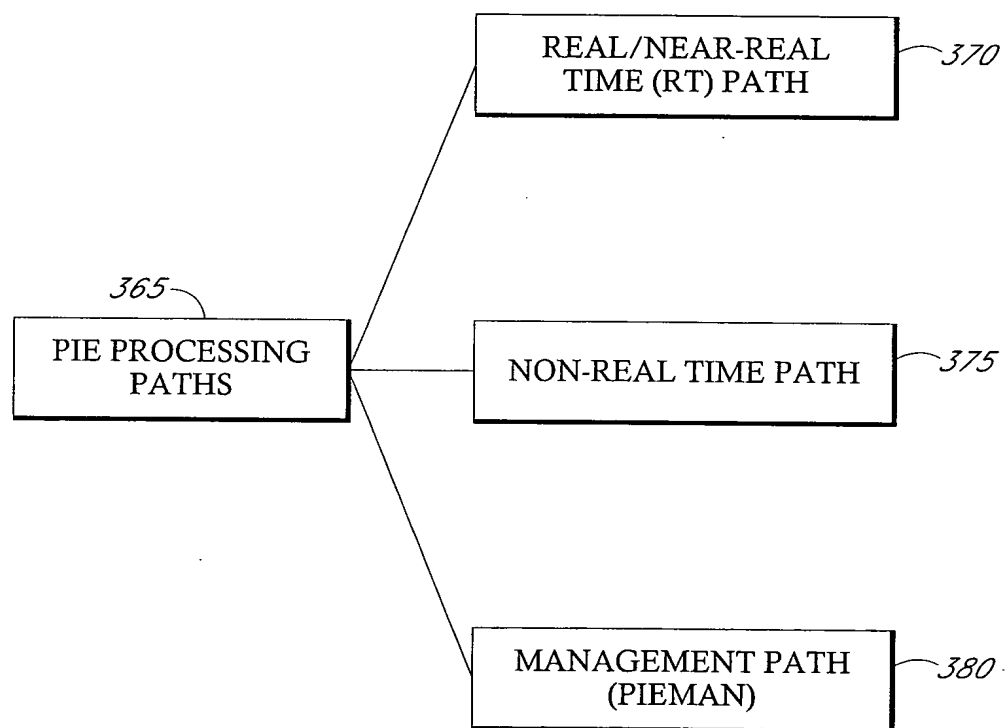 REAL/NEAR-REAL
TIME (RT) PATH
370
365
PIE PROCESSING
PATHS
NON-REAL TIME PATH
375
MANAGEMENT PATH
(PIEMAN)
380